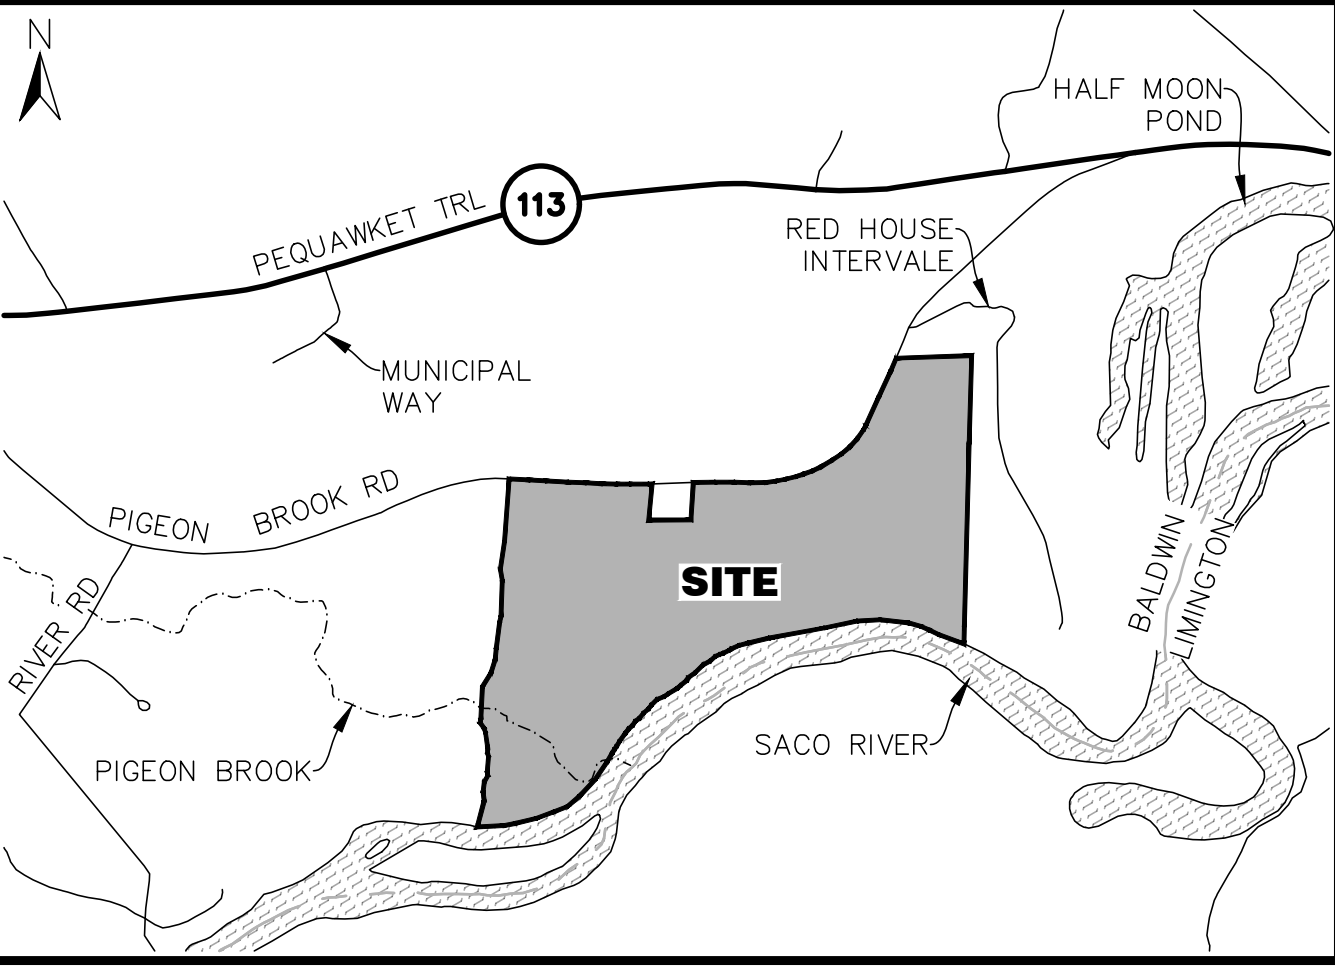 N
HALF MOON
POND
PEQUAWKET TRL
113
RED HOUSE
INTERVALE
MUNICIPAL
WAY
PIGEON BROOK RD
SITE
BALDWIN
LIMINGTON
RIVER RD
SACO RIVER
PIGEON BROOK